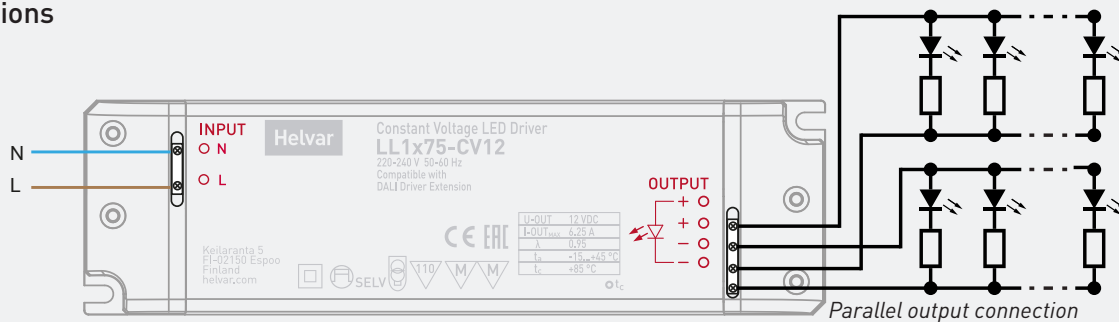 ions
N
L
INPUT
N
L
Helvar
Constant Voltage LED Driver
LL1x75-CV12
220-240 V 50-60 Hz
Compatible with
DALI Driver Extension
Keilaranta 5
FI-02150 Espoo
Finland
helvar.com
SELV
110
M
M
CE EAC
U-OUT 12 VDC
I-OUTMAX 6.25 A
λ 0.95
ta -15...+45 °C
tc +85 °C
tc
OUTPUT
+
+
−
−
Parallel output connection